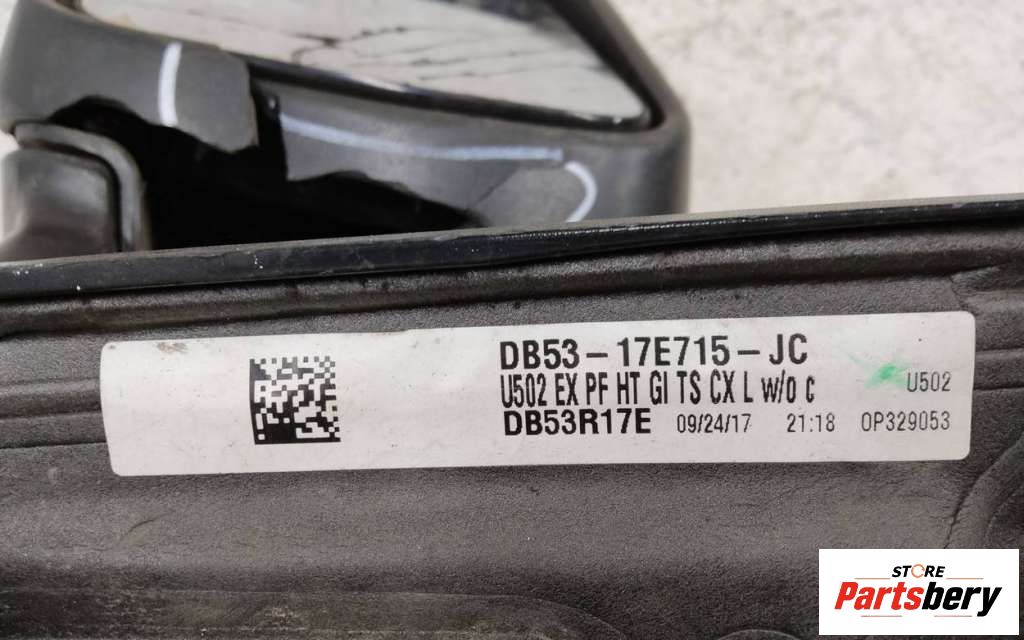 DB53-17E715-JC
U502 EX PF HT GI TS CX L w/o c U502
DB53R17E 09/24/17 21:18 0P329053
STORE
Partsbery